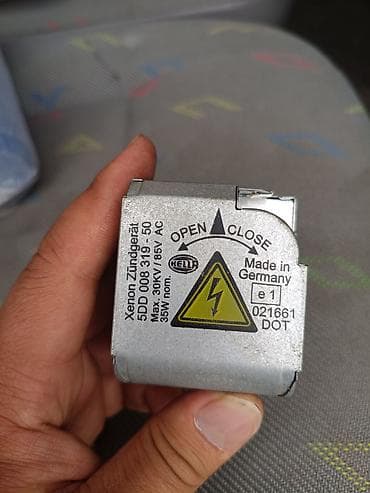 Xenon Zündgerät
5DD 008 319 - 50
Max. 30KV / 85V AC
35W nom.
OPEN CLOSE
HELLA
Made in
Germany
e 1
021661
DOT